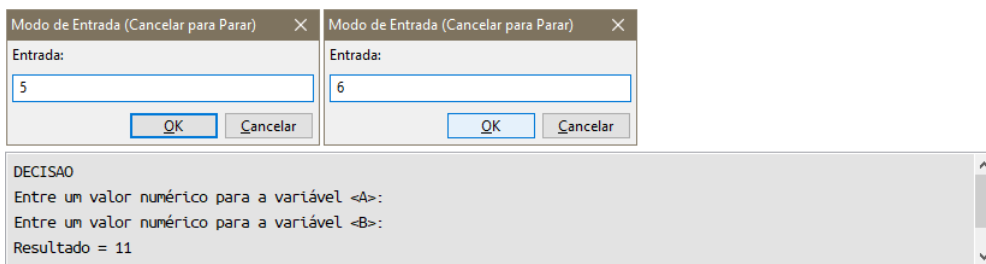 Modo de Entrada (Cancelar para Parar)
Entrada:
5
OK Cancelar
Modo de Entrada (Cancelar para Parar)
Entrada:
6
OK Cancelar
DECISAO
Entre um valor numérico para a variável <A>:
Entre um valor numérico para a variável <B>:
Resultado = 11